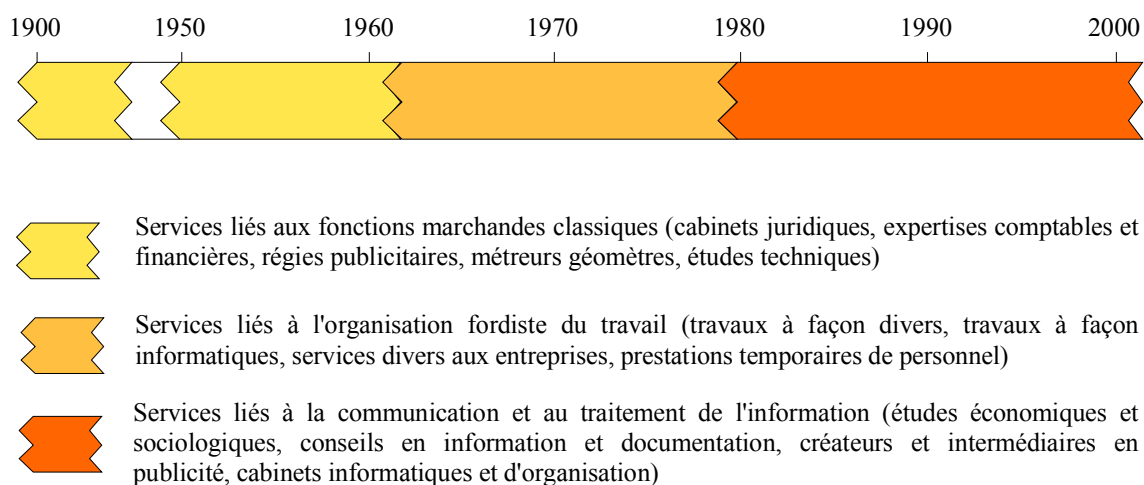 1900 1950 1960 1970 1980 1990 2000
Services liés aux fonctions marchandes classiques (cabinets juridiques, expertises comptables et
financières, régies publicitaires, métreurs géomètres, études techniques)
Services liés à l'organisation fordiste du travail (travaux à façon divers, travaux à façon
informatiques, services divers aux entreprises, prestations temporaires de personnel)
Services liés à la communication et au traitement de l'information (études économiques et
sociologiques, conseils en information et documentation, créateurs et intermédiaires en
publicité, cabinets informatiques et d'organisation)